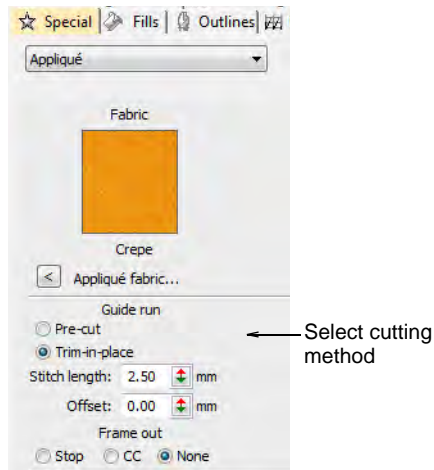 Special Fills Outlines
Appliqué
Fabric
Crepe
< Appliqué fabric...
Guide run
Pre-cut
Trim-in-place
Select cutting
method
Stitch length: 2.50 mm
Offset: 0.00 mm
Frame out
Stop CC None